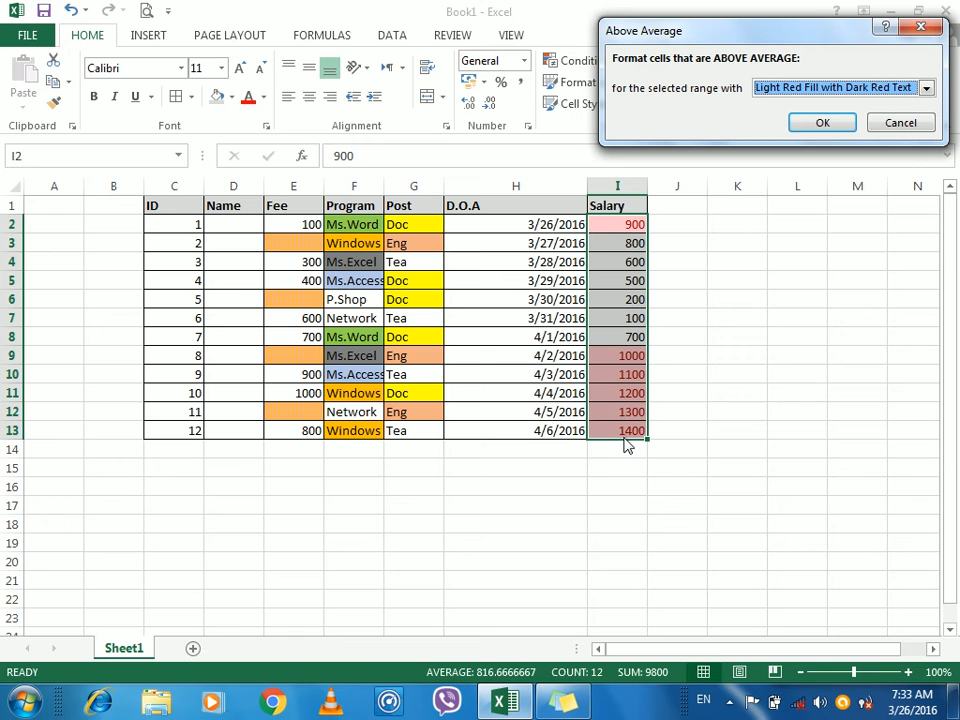 Book1 - Excel
FILE HOME INSERT PAGE LAYOUT FORMULAS DATA REVIEW VIEW
Paste
Calibri 11
General
Format
Cell Sty
Clipboard Font Alignment Number
Above Average
Format cells that are ABOVE AVERAGE:
for the selected range with Light Red Fill with Dark Red Text
OK Cancel
I2 fx 900
A B C D E F G H I J K L M N
1 ID Name Fee Program Post D.O.A Salary
2 1 100 Ms.Word Doc 3/26/2016 900
3 2 Windows Eng 3/27/2016 800
4 3 300 Ms.Excel Tea 3/28/2016 600
5 4 400 Ms.Access Doc 3/29/2016 500
6 5 P.Shop Doc 3/30/2016 200
7 6 600 Network Tea 3/31/2016 100
8 7 700 Ms.Word Doc 4/1/2016 700
9 8 Ms.Excel Eng 4/2/2016 1000
10 9 900 Ms.Access Tea 4/3/2016 1100
11 10 1000 Windows Doc 4/4/2016 1200
12 11 Network Eng 4/5/2016 1300
13 12 800 Windows Tea 4/6/2016 1400
14
15
16
17
18
19
20
21
22
23
Sheet1
READY AVERAGE: 816.6666667 COUNT: 12 SUM: 9800 100%
EN 7:33 AM
3/26/2016